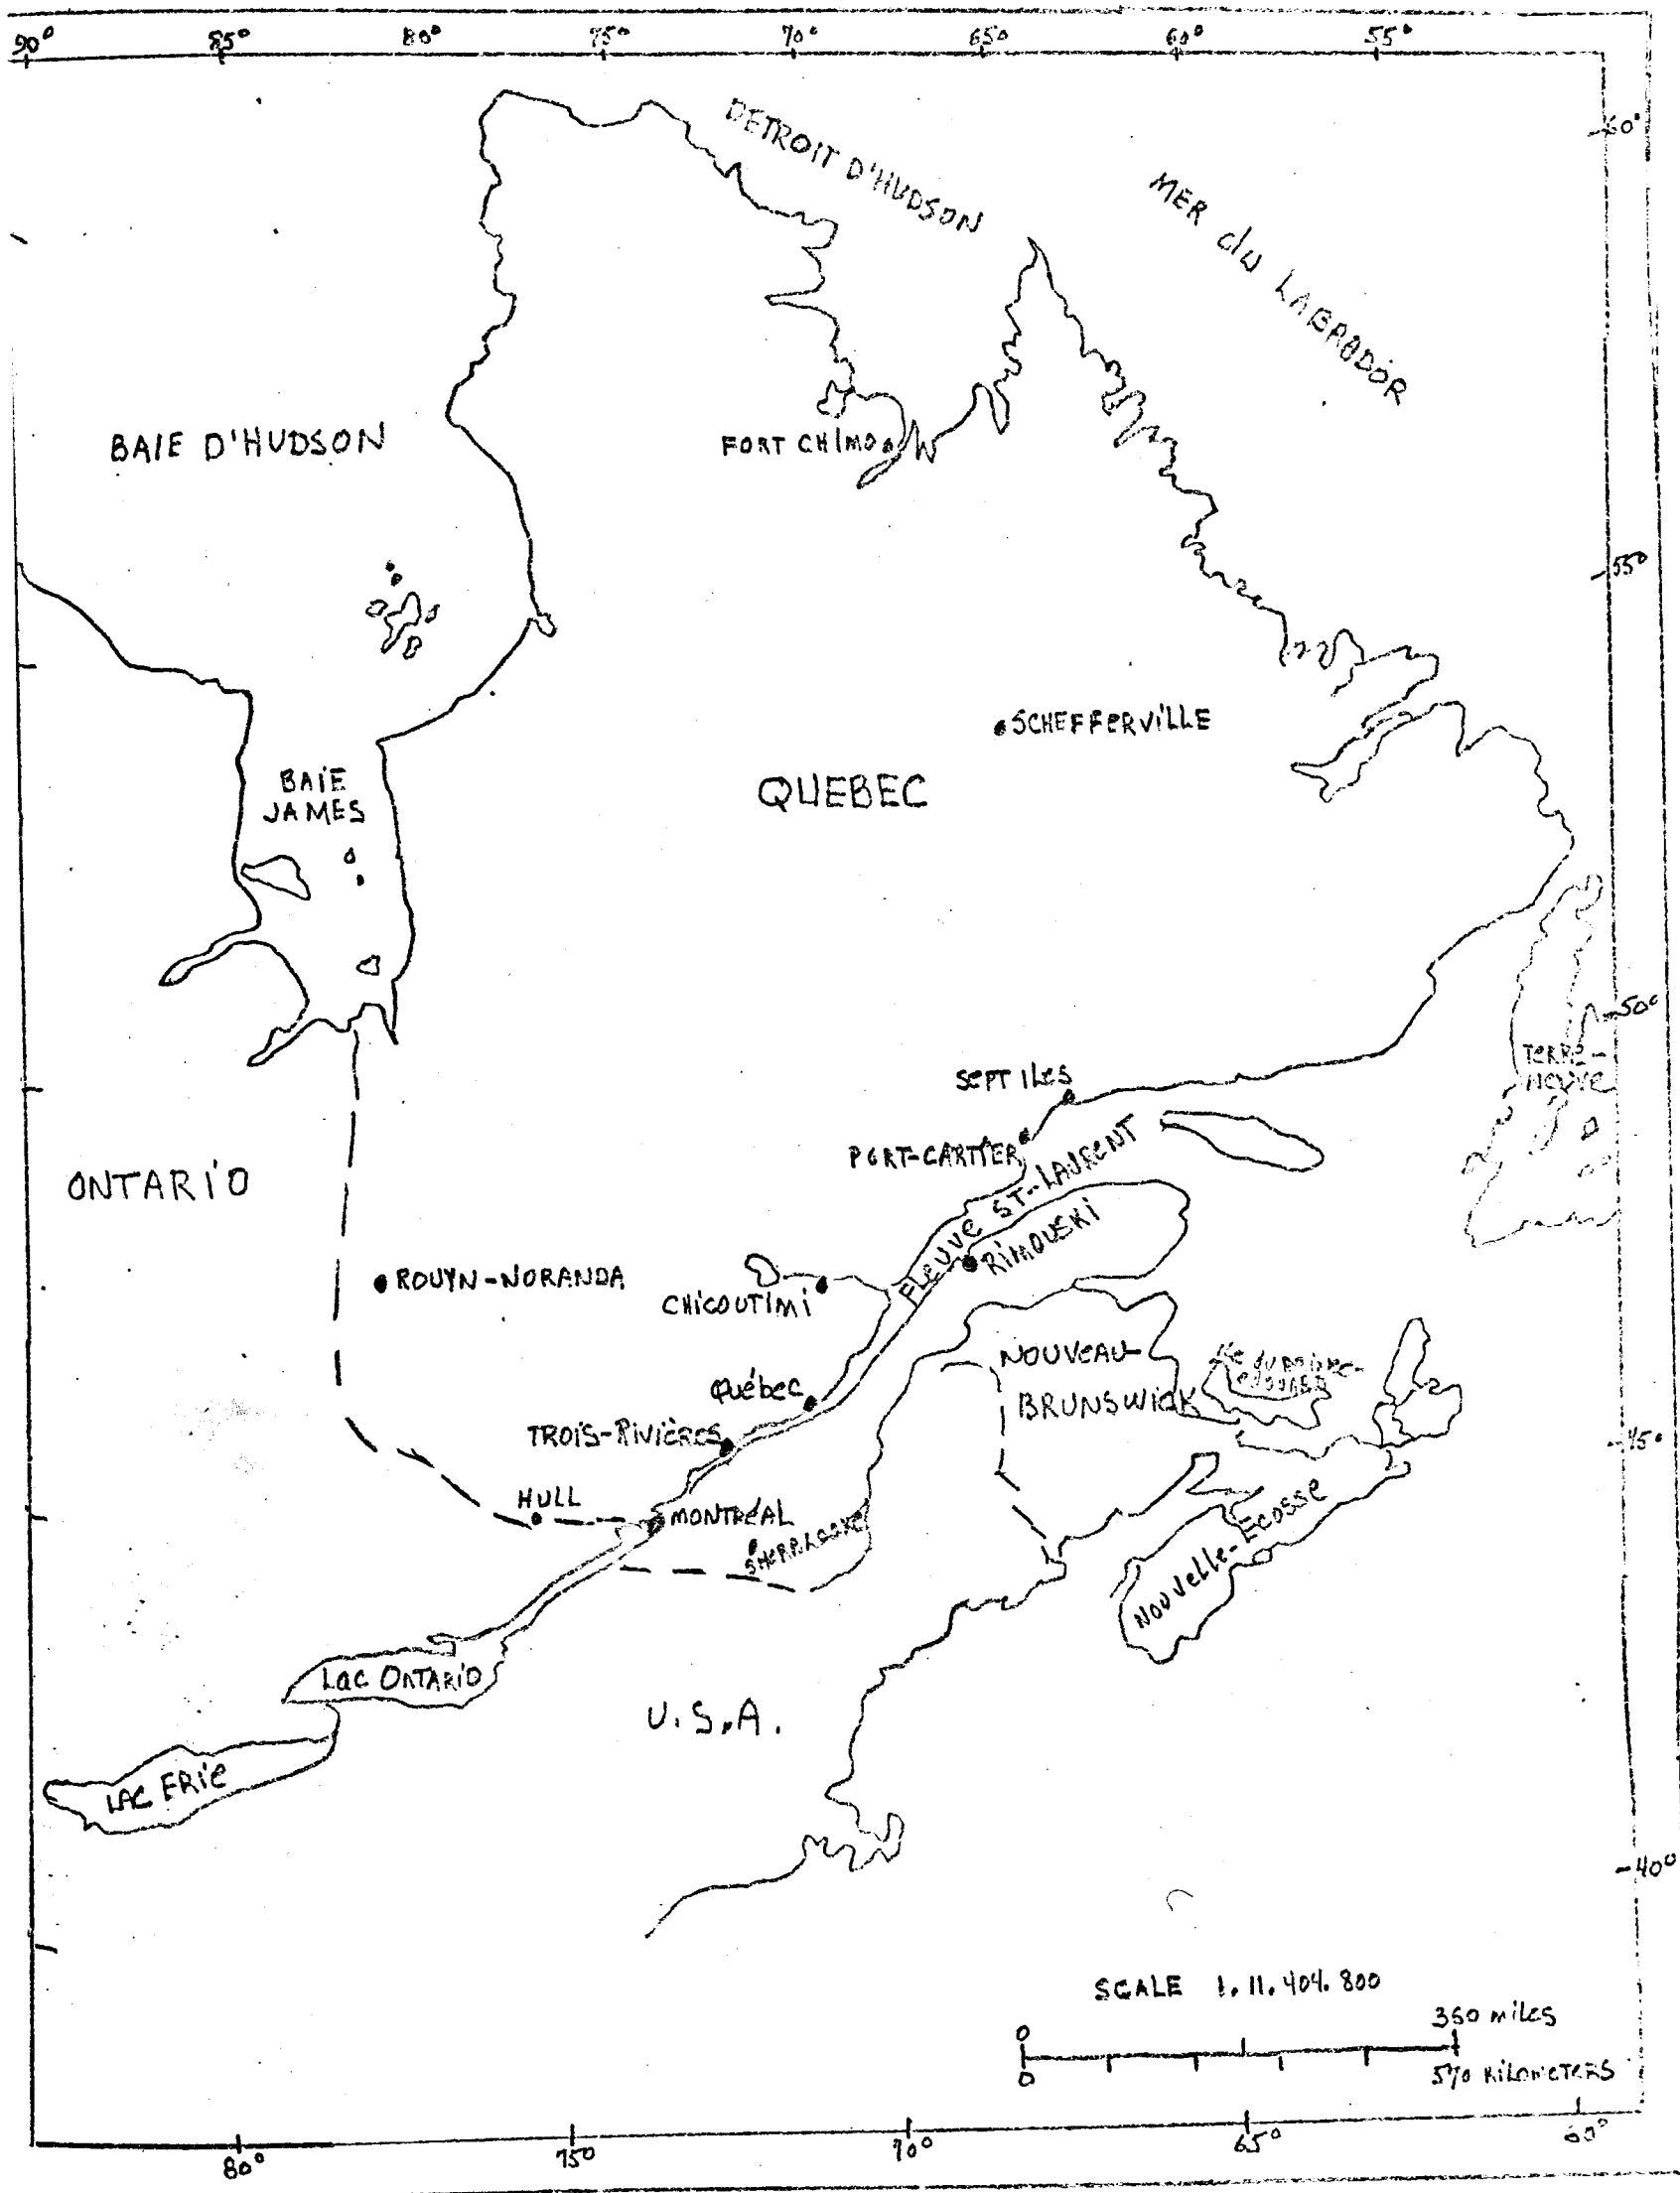 90°
85°
80°
75°
70°
65°
60°
55°
60°
DETROIT D'HUDSON
MER du LABRADOR
BAIE D'HUDSON
FORT CHIMO
55°
SCHEFFERVILLE
QUEBEC
BAIE
JAMES
50°
TERRE-
NEUVE
SEPT ILES
PORT-CARTIER
FLEUVE ST-LAURENT
ONTARIO
RIMOUSKI
ROUYN-NORANDA
CHICOUTIMI
NOUVEAU-
BRUNSWICK
Québec
TROIS-RIVIÈRES
45°
HULL
MONTRÉAL
SHERBROOKE
NOUVELLE-ECOSSE
LAC ONTARIO
U.S.A.
LAC ERIE
40°
SCALE 1. 11. 404. 800
0
350 miles
0
570 KILOMETERS
80°
75°
70°
65°
60°